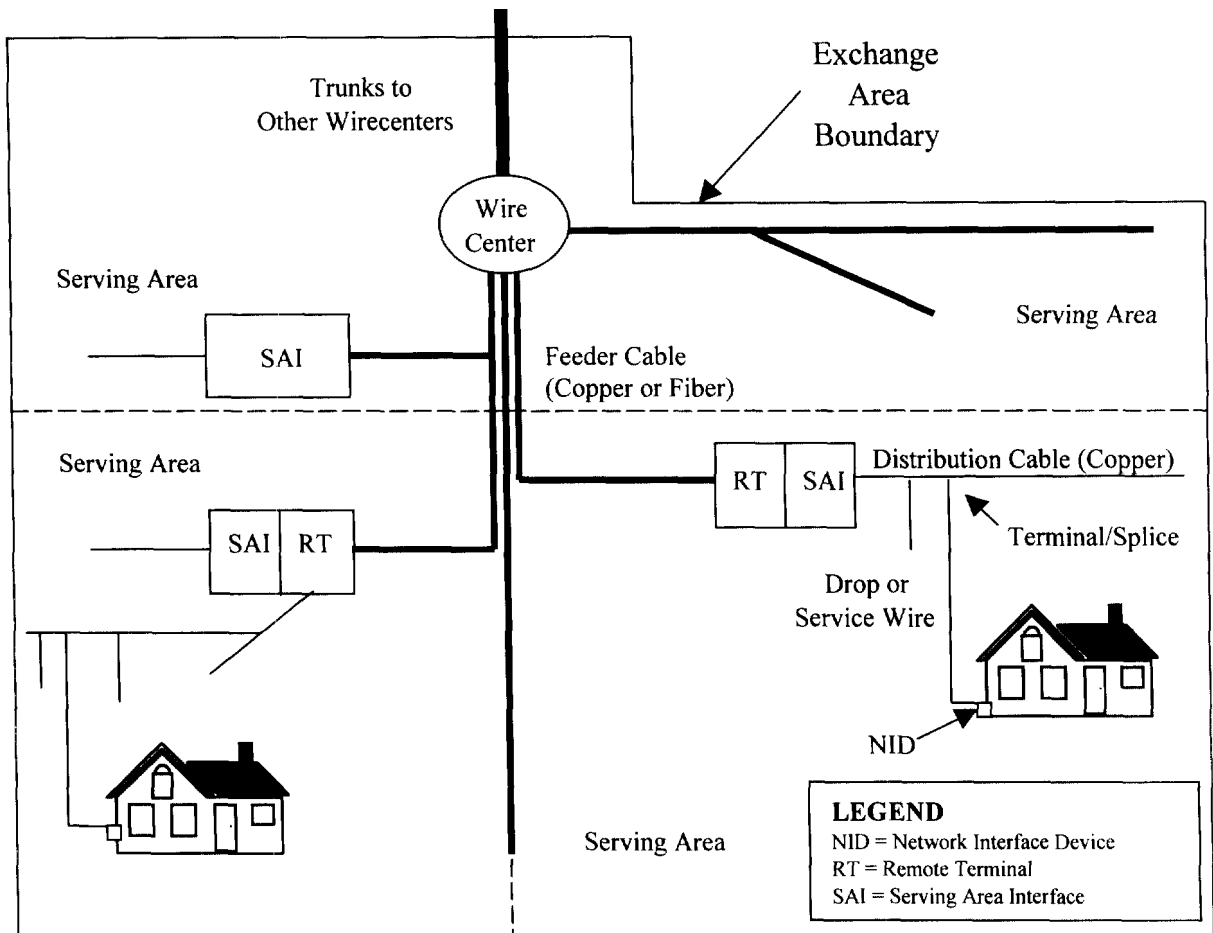 Trunks to
Other Wirecenters
Exchange
Area
Boundary
Wire
Center
Serving Area
SAI
Feeder Cable
(Copper or Fiber)
Serving Area
Serving Area
SAI RT
RT SAI
Distribution Cable (Copper)
Terminal/Splice
Drop or
Service Wire
NID
Serving Area
LEGEND
NID = Network Interface Device
RT = Remote Terminal
SAI = Serving Area Interface